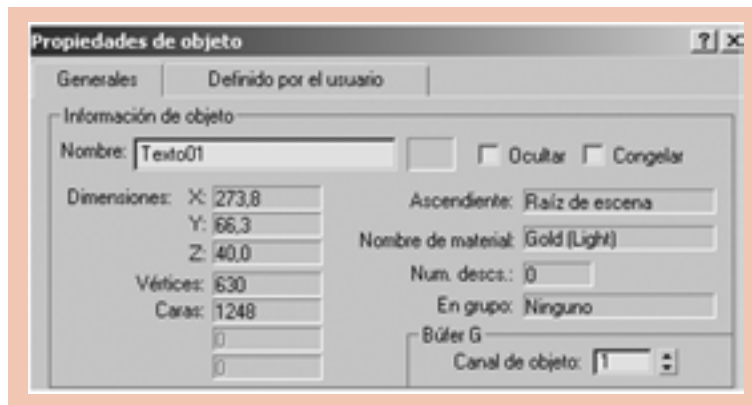 Propiedades de objeto
Generales
Definido por el usuario
Información de objeto
Nombre: Texto01
Ocultar
Congelar
Dimensiones: X: 273,8
Y: 66,3
Z: 40,0
Vértices: 630
Caras: 1248
0
0
Ascendiente: Raíz de escena
Nombre de material: Gold (Light)
Num. descs.: 0
En grupo: Ninguno
Búfer G
Canal de objeto: 1